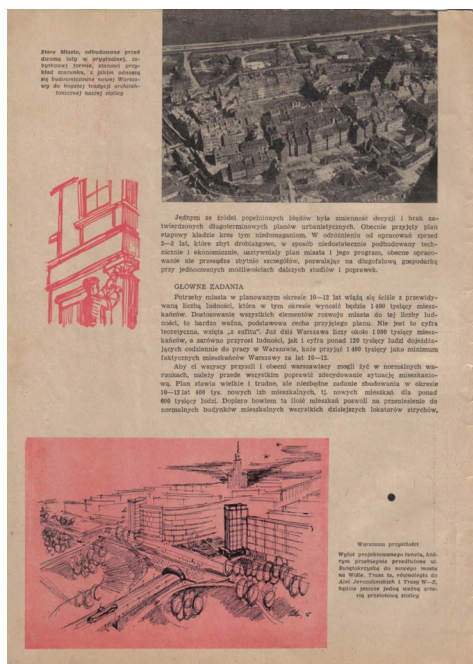 Stare Miasto, odbudowane przed
dwoma laty w oryginalnej, za-
bytkowej formie, stanowi przy-
kład szacunku, z jakim odnoszą
się budowniczowie nowej Warsza-
wy do bogatej tradycji architek-
tonicznej naszej stolicy
Jednym ze źródeł popełnionych błędów była zmienność decyzji i brak za-
twierdzonych długoterminowych planów urbanistycznych. Obecnie przyjęty plan
etapowy kładzie kres tym niedomaganiom. W odróżnieniu od opracowań sprzed
2—3 lat, które zbyt drobiazgowo, w sposób niedostatecznie podbudowany tech-
nicznie i ekonomicznie, usztywniały plan miasta i jego program, obecne opraco-
wanie nie przesądza zbytnio szczegółów, pozwalając na długofalową gospodarkę
przy jednoczesnych możliwościach dalszych studiów i poprawek.
GŁÓWNE ZADANIA
Potrzeby miasta w planowanym okresie 10—12 lat wiążą się ściśle z przewidy-
waną liczbą ludności, która w tym okresie wynosić będzie 1 400 tysięcy miesz-
kańców. Dostosowanie wszystkich elementów rozwoju miasta do tej liczby lud-
ności, to bardzo ważna, podstawowa cecha przyjętego planu. Nie jest to cyfra
teoretyczna, wzięta „z sufitu". Już dziś Warszawa liczy około 1 050 tysięcy miesz-
kańców, a zarówno przyrost ludności, jak i cyfra ponad 120 tysięcy ludzi dojeżdża-
jących codziennie do pracy w Warszawie, każe przyjąć 1 400 tysięcy jako minimum
faktycznych mieszkańców Warszawy za lat 10—12.
Aby ci wszyscy przyszli i obecni warszawiacy mogli żyć w normalnych wa-
runkach, należy przede wszystkim poprawić zdecydowanie sytuację mieszkanio-
wą. Plan stawia wielkie i trudne, ale niezbędne zadanie zbudowania w okresie
10—12 lat 400 tys. nowych izb mieszkalnych, tj. nowych mieszkań dla ponad
600 tysięcy ludzi. Dopiero bowiem ta ilość mieszkań pozwoli na przeniesienie do
normalnych budynków mieszkalnych wszystkich dzisiejszych lokatorów strychów,
Warszawa przyszłości
Wylot projektowanego tunelu, któ-
rym przebiegnie przedłużona ul.
Świętokrzyska do nowego mostu
na Wiśle. Trasa ta, równoległa do
Alei Jerozolimskich i Trasy W—Z,
będzie jeszcze jedną ważną arte-
rią przelotową stolicy